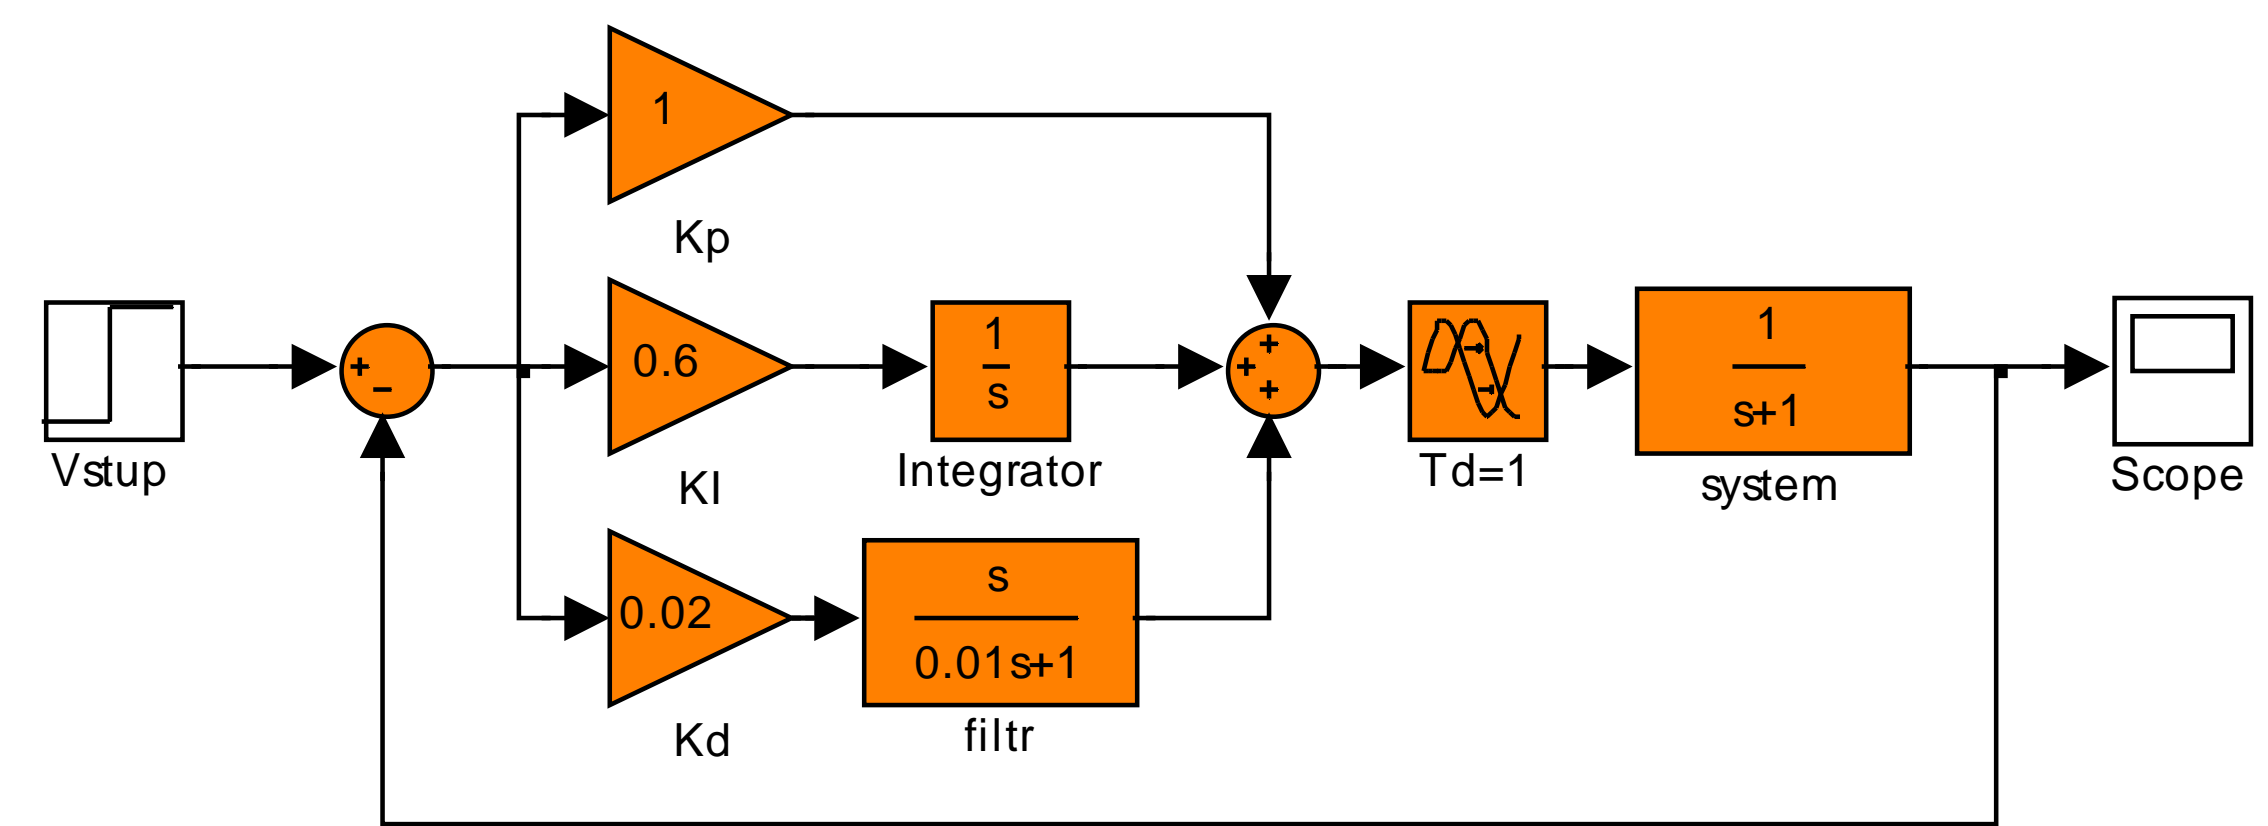 1
Kp
Vstup
+
−
0.6
KI
1
s
Integrator
+
+
+
Td=1
1
s+1
system
Scope
0.02
Kd
s
0.01s+1
filtr